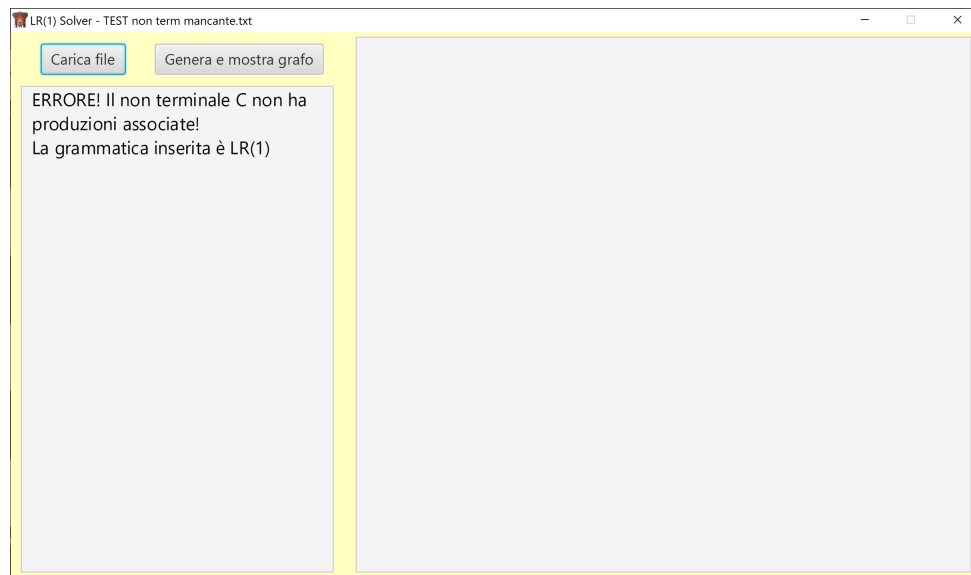 LR(1) Solver - TEST non term mancante.txt
Carica file
Genera e mostra grafo
ERRORE! Il non terminale C non ha
produzioni associate!
La grammatica inserita è LR(1)